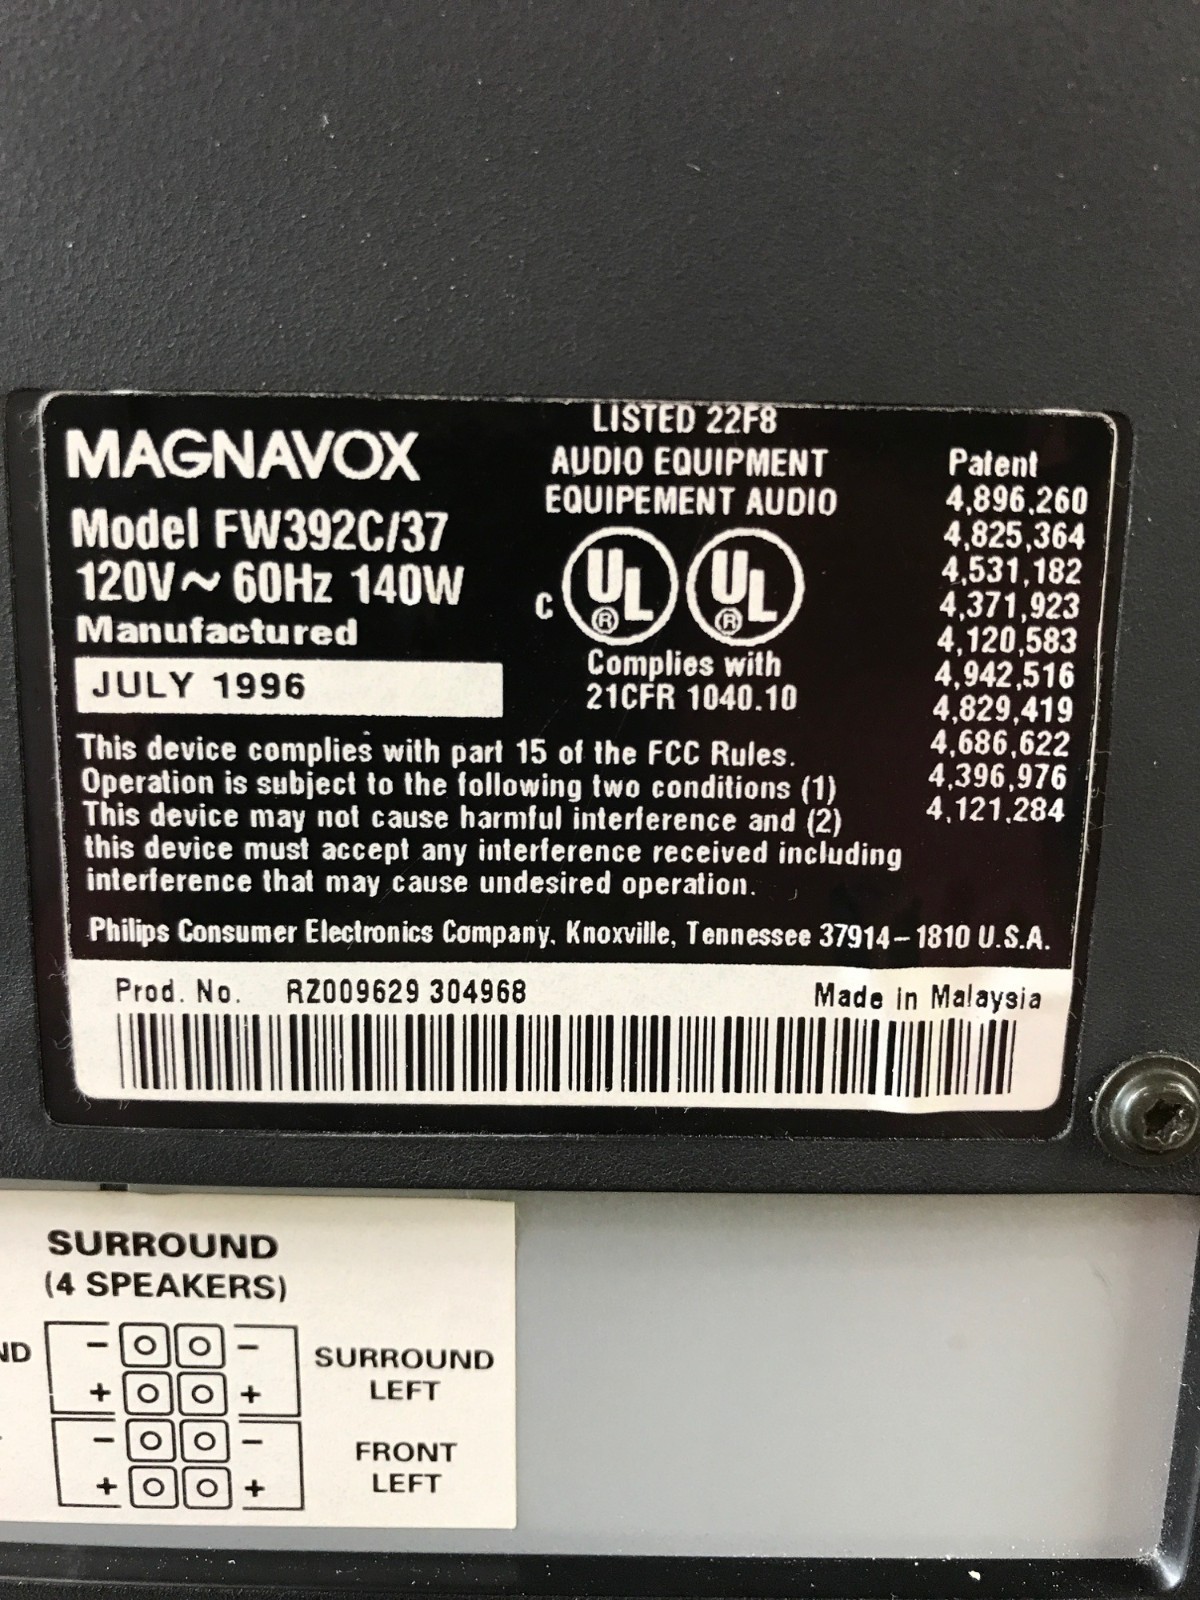 MAGNAVOX
Model FW392C/37
120V~ 60Hz 140W
Manufactured
JULY 1996
LISTED 22F8
AUDIO EQUIPMENT
EQUIPEMENT AUDIO
C UL ® UL ®
Complies with
21CFR 1040.10
Patent
4,896,260
4,825,364
4,531,182
4,371,923
4,120,583
4,942,516
4,829,419
4,686,622
4,396,976
4,121,284
This device complies with part 15 of the FCC Rules.
Operation is subject to the following two conditions (1)
This device may not cause harmful interference and (2)
this device must accept any interference received including
interference that may cause undesired operation.
Philips Consumer Electronics Company, Knoxville, Tennessee 37914-1810 U.S.A.
Prod. No. RZ009629 304968
Made in Malaysia
SURROUND
(4 SPEAKERS)
- -
+ +
SURROUND
LEFT
- -
+ +
FRONT
LEFT